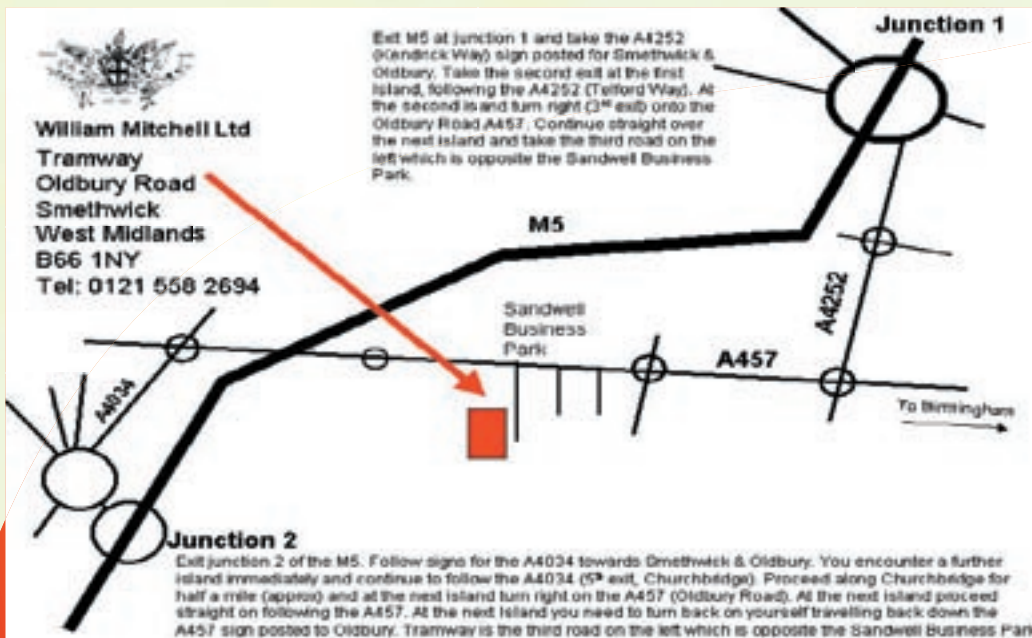 Junction 1
Exit M5 at junction 1 and take the A4252
(Kendrick Way) sign posted for Smethwick &
Oldbury. Take the second exit at the first
island, following the A4252 (Telford Way). At
the second island turn right (3rd exit) onto the
Oldbury Road A457. Continue straight over
the next island and take the third road on the
left which is opposite the Sandwell Business
Park.
William Mitchell Ltd
Tramway
Oldbury Road
Smethwick
West Midlands
B66 1NY
Tel: 0121 558 2694
M5
A4252
Sandwell
Business
Park
A457
A4034
To Birmingham
Junction 2
Exit junction 2 of the M5. Follow signs for the A4034 towards Smethwick & Oldbury. You encounter a further
island immediately and continue to follow the A4034 (5th exit, Churchbridge). Proceed along Churchbridge for
half a mile (approx) and at the next island turn right on the A457 (Oldbury Road). At the next island proceed
straight on following the A457. At the next Island you need to turn back on yourself travelling back down the
A457 sign posted to Oldbury. Tramway is the third road on the left which is opposite the Sandwell Business Park